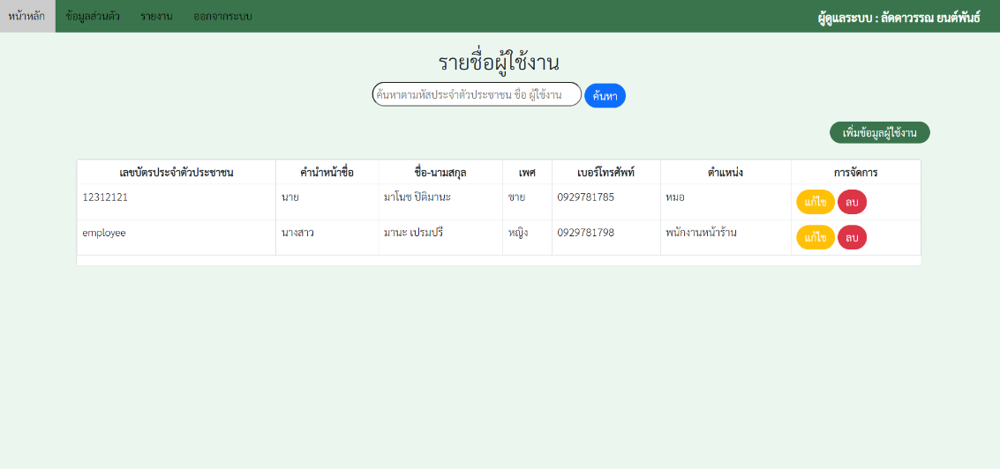 หน้าหลัก ข้อมูลส่วนตัว รายงาน ออกจากระบบ ผู้ดูแลระบบ : ลัดดาวรรณ ยนต์พันธ์
รายชื่อผู้ใช้งาน
ค้นหาตามหัสประจำตัวประชาชน ชื่อ ผู้ใช้งาน ค้นหา
เพิ่มข้อมูลผู้ใช้งาน
เลขบัตรประจำตัวประชาชน คำนำหน้าชื่อ ชื่อ-นามสกุล เพศ เบอร์โทรศัพท์ ตำแหน่ง การจัดการ
12312121 นาย มาโนช ปิติมานะ ชาย 0929781785 หมอ แก้ไข ลบ
employee นางสาว มานะ เปรมปรี หญิง 0929781798 พนักงานหน้าร้าน แก้ไข ลบ